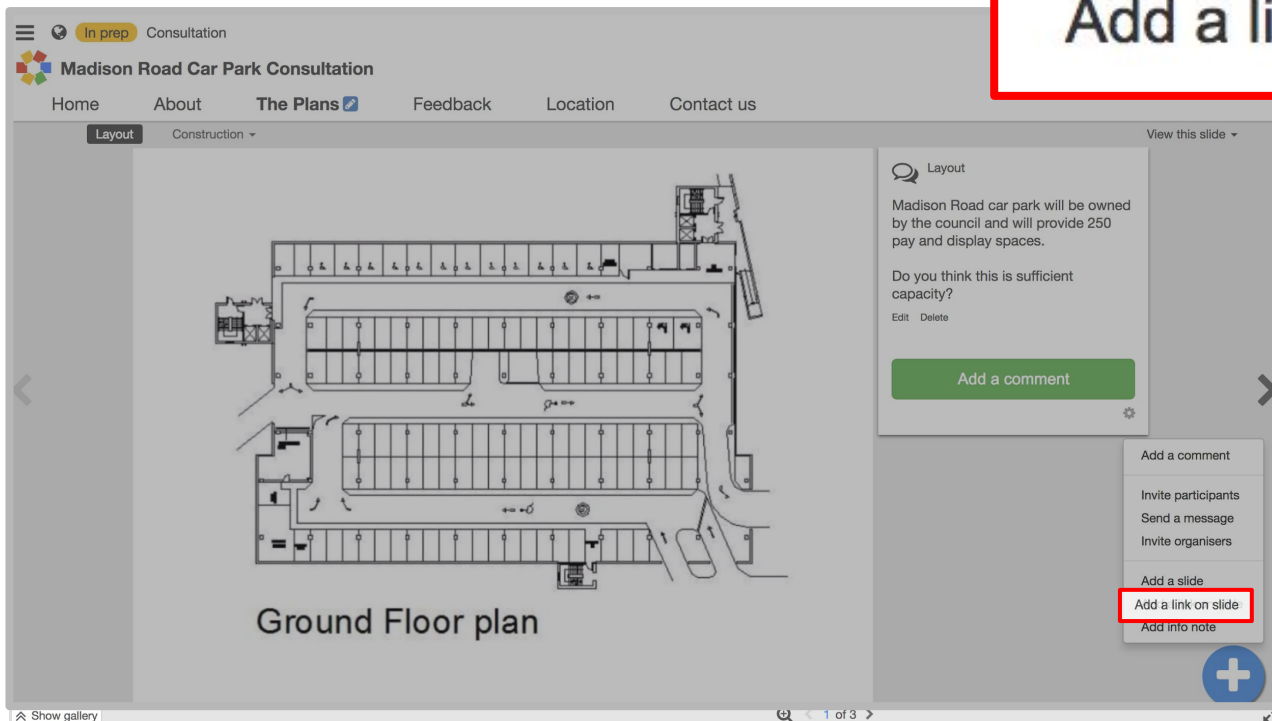 In prep Consultation
Add a li
Madison Road Car Park Consultation
Home About The Plans Feedback Location Contact us
Layout Construction View this slide
Layout
Madison Road car park will be owned
by the council and will provide 250
pay and display spaces.
Do you think this is sufficient
capacity?
Edit Delete
Add a comment
Ground Floor plan
Add a comment
Invite participants
Send a message
Invite organisers
Add a slide
Add a link on slide
Add info note
Show gallery
1 of 3